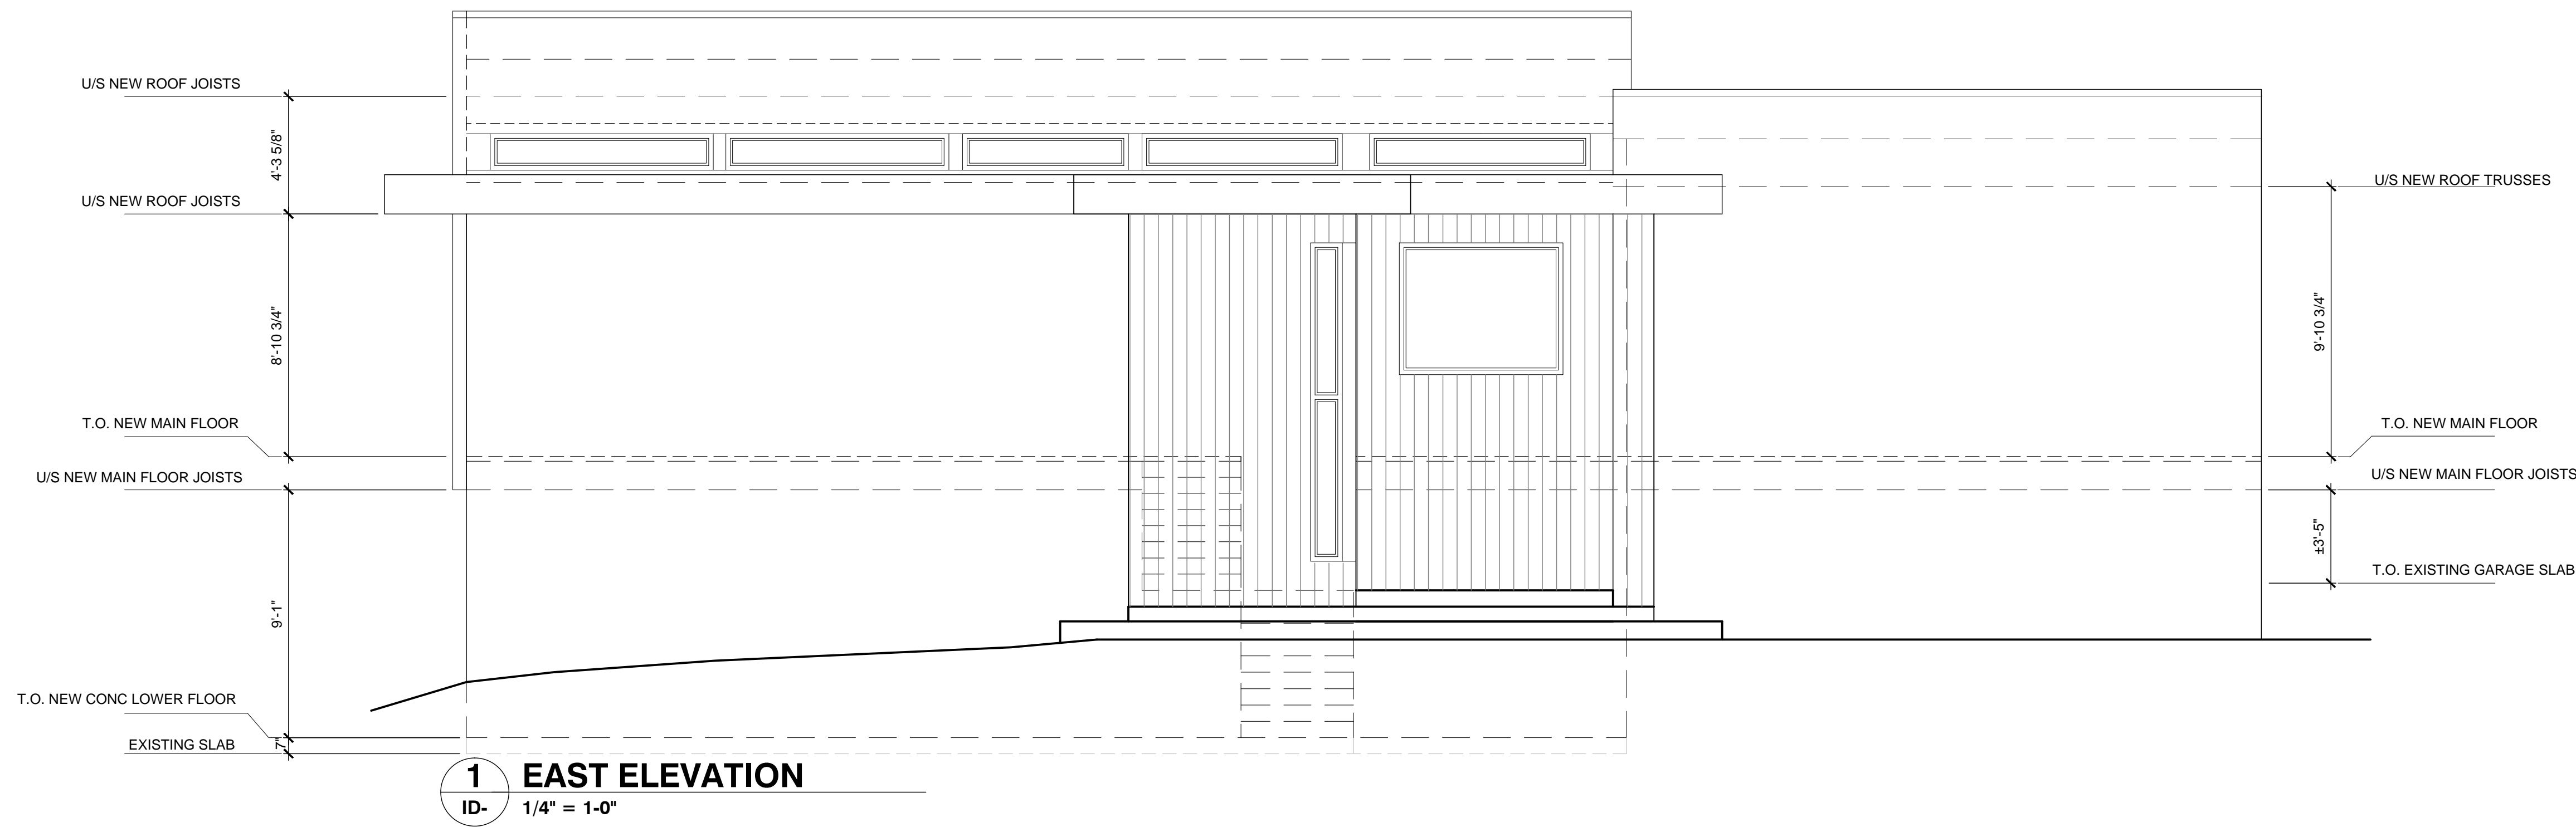 U/S NEW ROOF JOISTS
4'-3 5/8"
U/S NEW ROOF JOISTS
8'-10 3/4"
T.O. NEW MAIN FLOOR
U/S NEW MAIN FLOOR JOISTS
9'-1"
T.O. NEW CONC LOWER FLOOR
7"
EXISTING SLAB
U/S NEW ROOF TRUSSES
9'-10 3/4"
T.O. NEW MAIN FLOOR
U/S NEW MAIN FLOOR JOISTS
±3'-5"
T.O. EXISTING GARAGE SLAB
1
EAST ELEVATION
ID-
1/4" = 1-0"